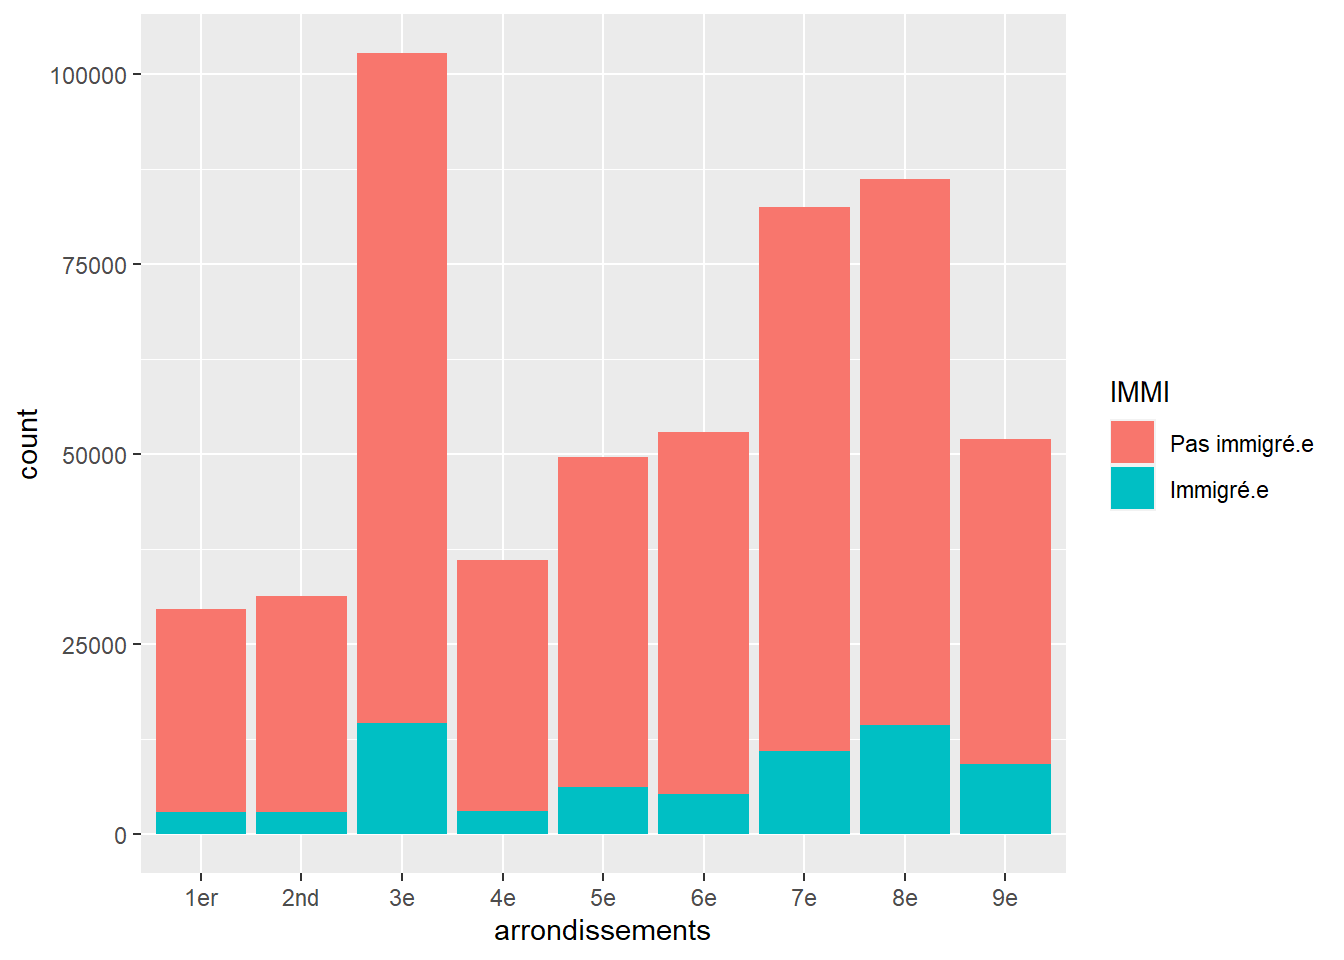 100000
75000
50000
25000
0
count
1er 2nd 3e 4e 5e 6e 7e 8e 9e
arrondissements
IMMI
Pas immigré.e
Immigré.e